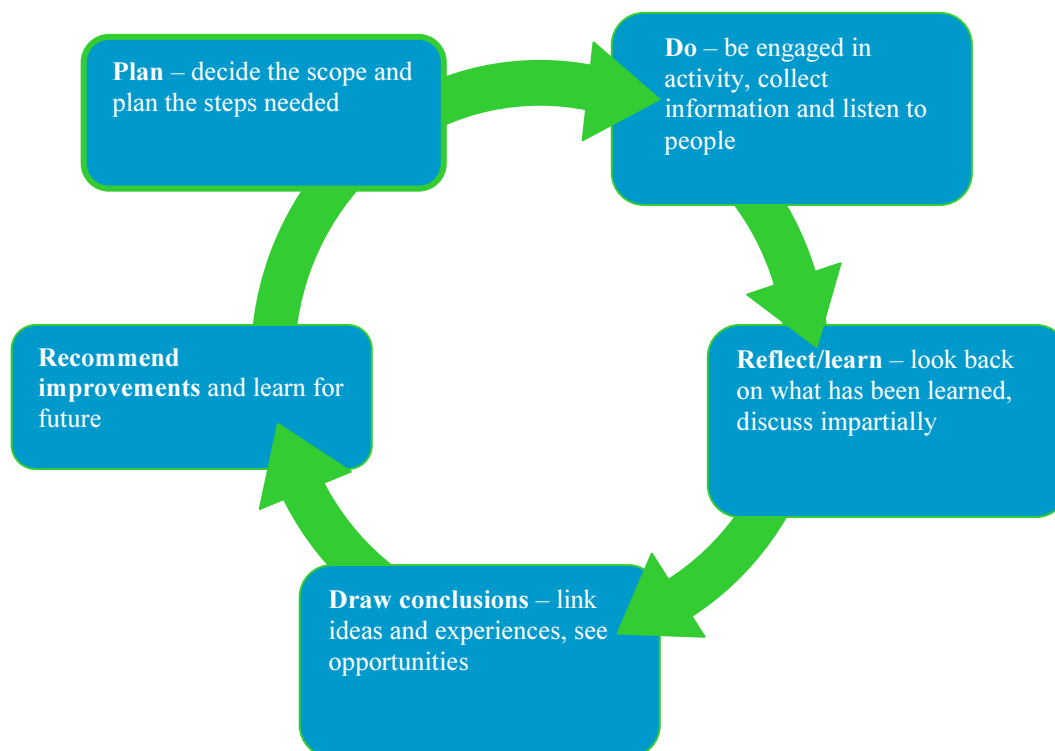 Plan – decide the scope and
plan the steps needed
Do – be engaged in
activity, collect
information and listen to
people
Reflect/learn – look back
on what has been learned,
discuss impartially
Draw conclusions – link
ideas and experiences, see
opportunities
Recommend
improvements and learn for
future